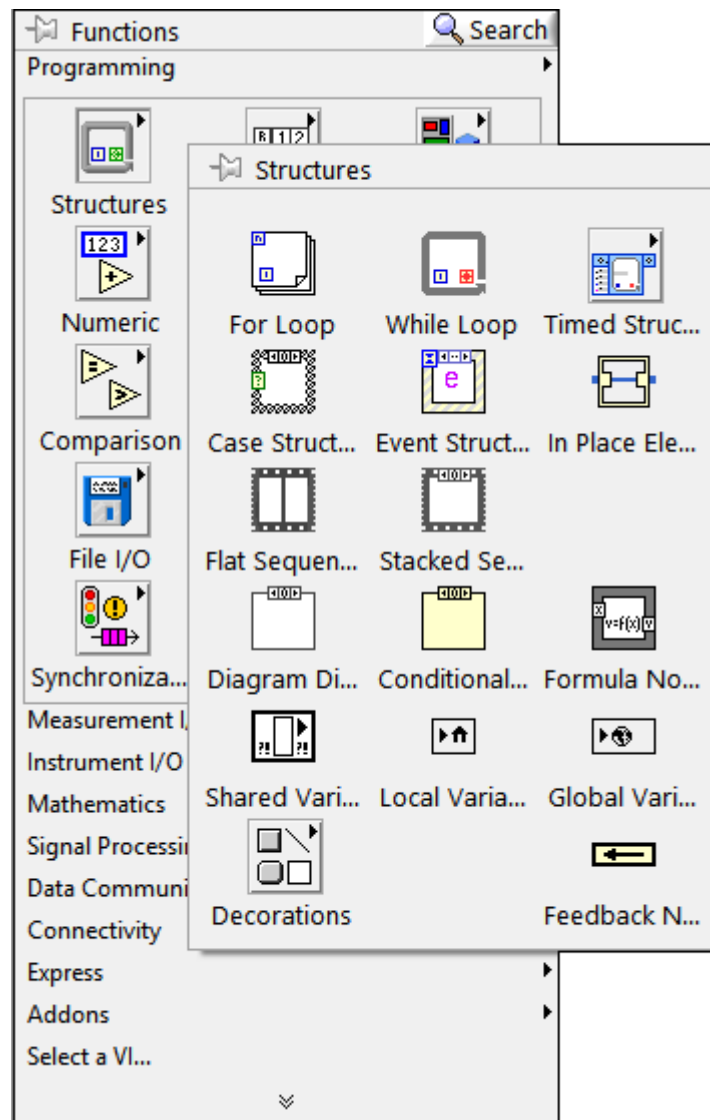 Functions
Search
Programming
Structures
Numeric
Comparison
File I/O
Synchroniza...
Structures
For Loop
While Loop
Timed Struc...
Case Struct...
Event Struct...
In Place Ele...
Flat Sequen...
Stacked Se...
Diagram Di...
Conditional...
Formula No...
Shared Vari...
Local Varia...
Global Vari...
Decorations
Feedback N...
Measurement I/
Instrument I/O
Mathematics
Signal Processi
Data Communi
Connectivity
Express
Addons
Select a VI...